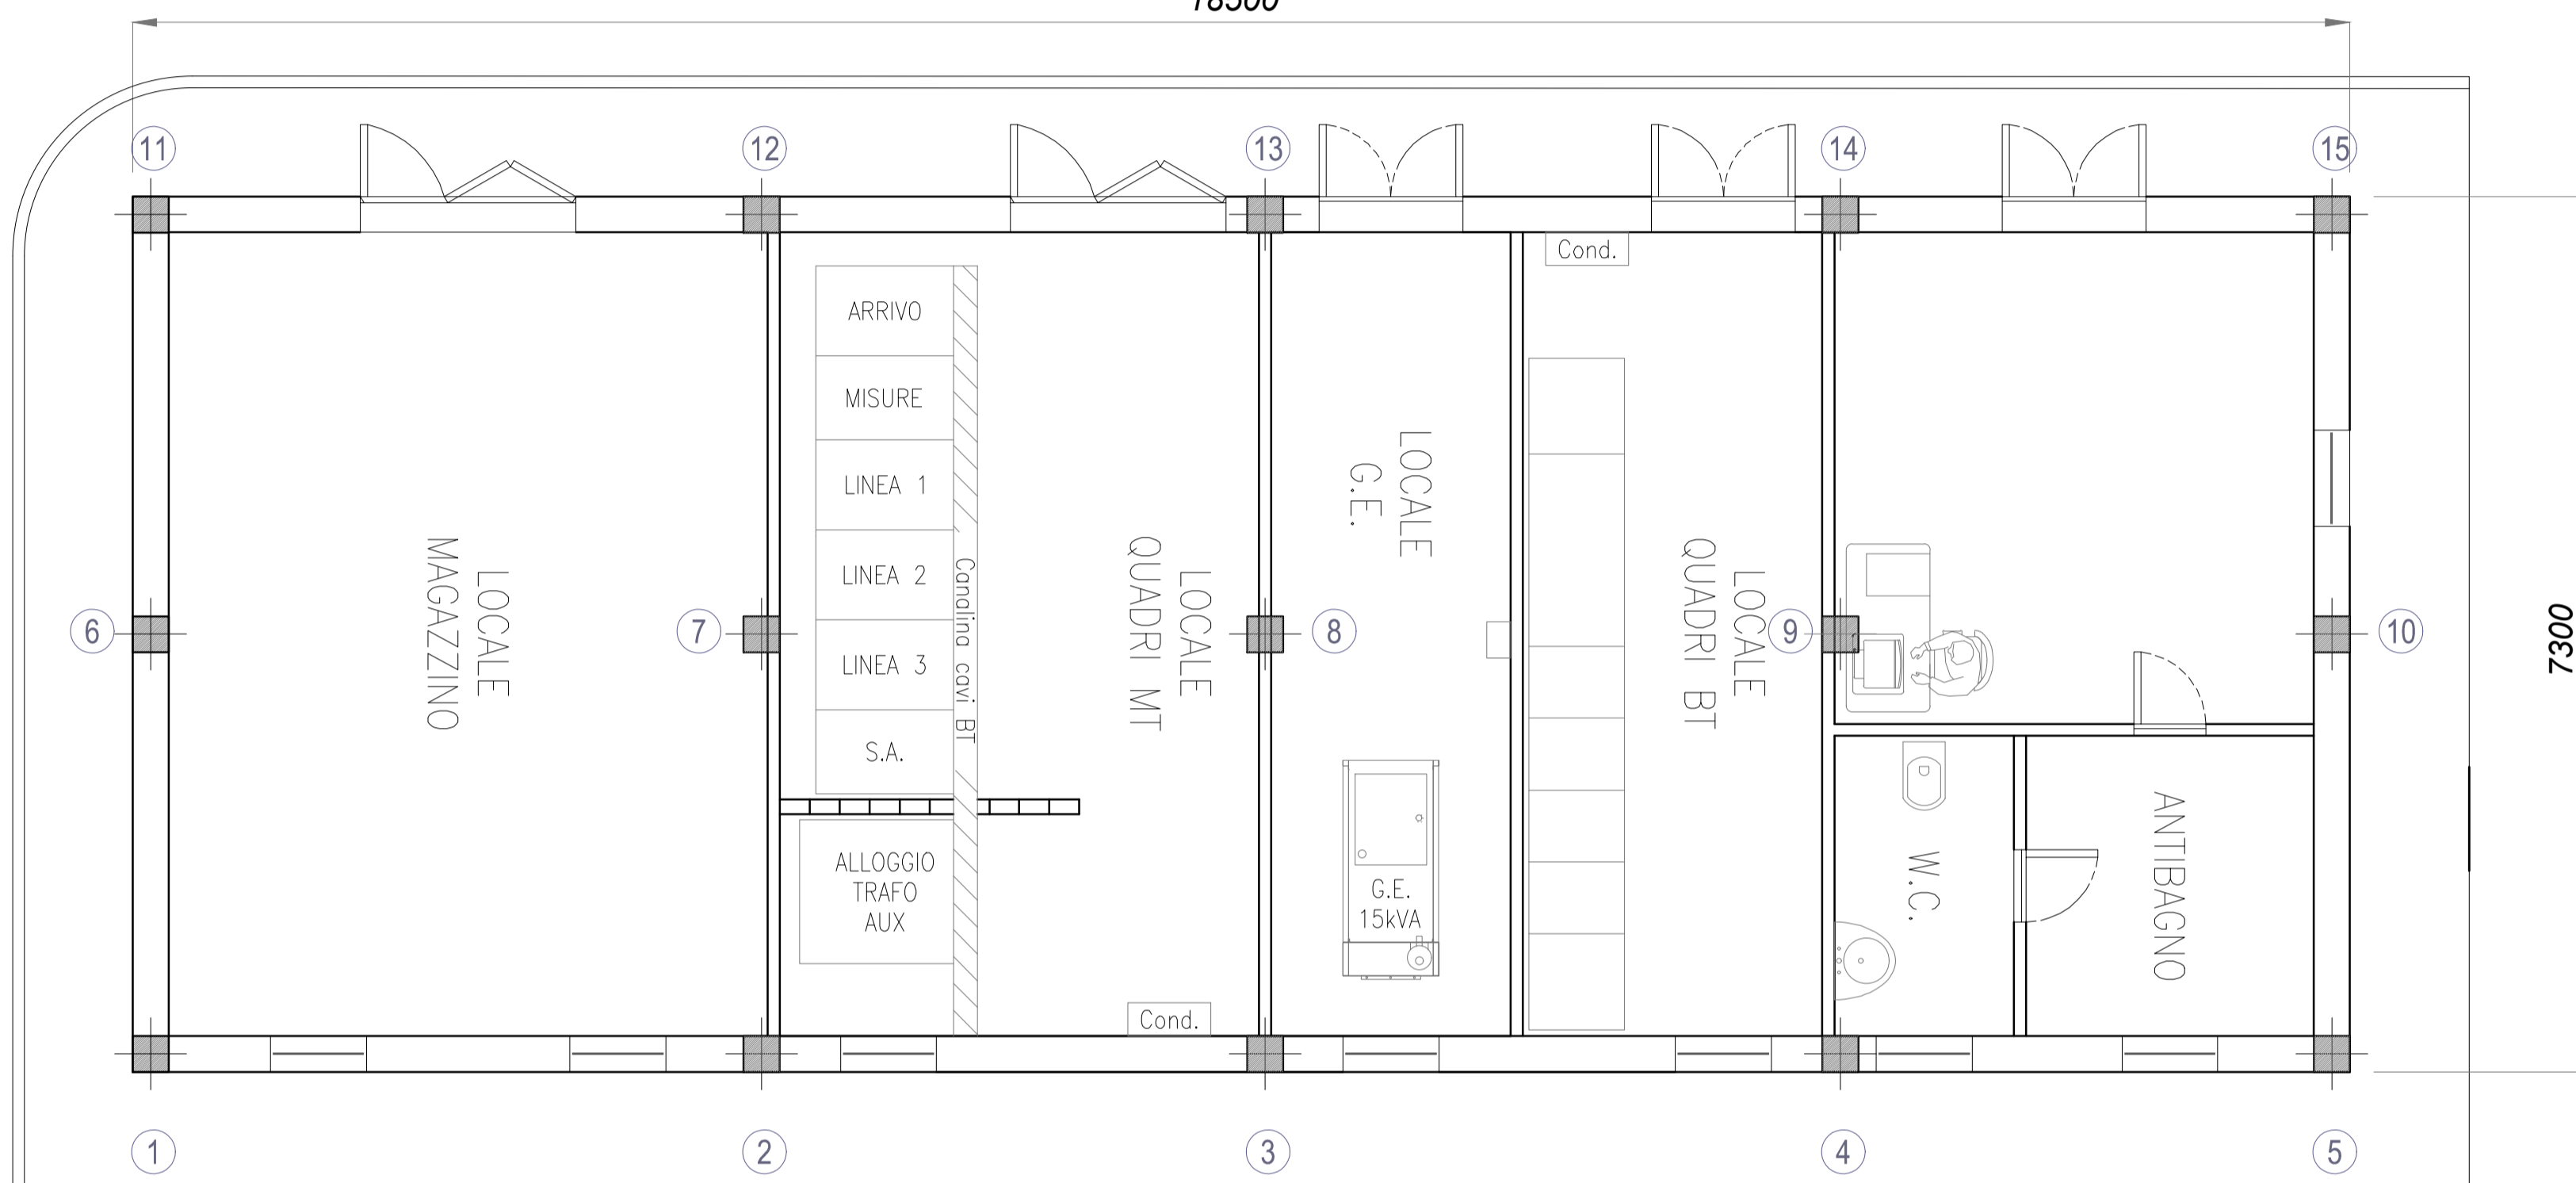 18500
11
12
13
14
15
Cond.
ARRIVO
MISURE
LINEA 1
LINEA 2
LINEA 3
S.A.
Canalina cavi BT
ALLOGGIO
TRAFO
AUX
Cond.
LOCALE
MAGAZZINO
LOCALE
QUADRI MT
LOCALE
G.E.
G.E.
15kVA
LOCALE
QUADRI BT
W.C.
ANTIBAGNO
6
7
8
9
10
7300
1
2
3
4
5